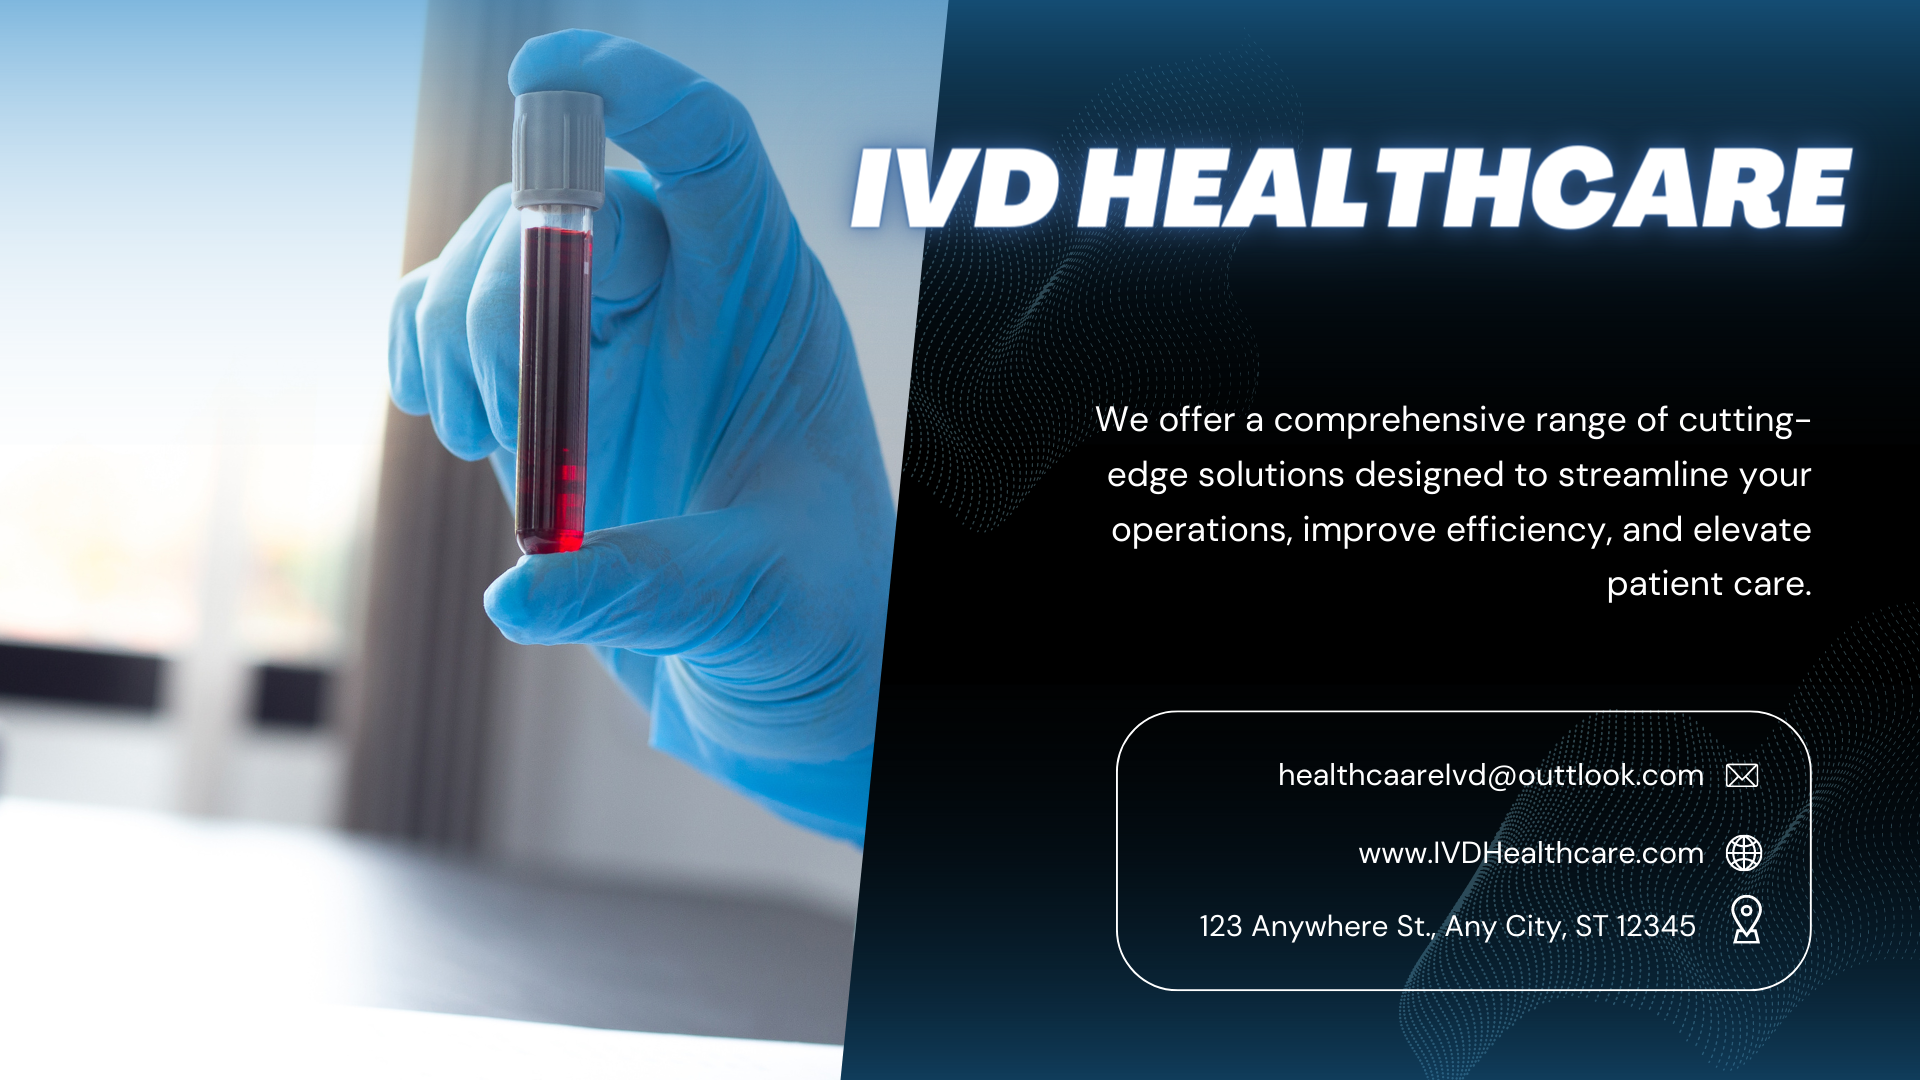 IVD HEALTHCARE
We offer a comprehensive range of cutting-
edge solutions designed to streamline your
operations, improve efficiency, and elevate
patient care.
healthcaarelvd@outtlook.com
www.IVDHealthcare.com
123 Anywhere St., Any City, ST 12345